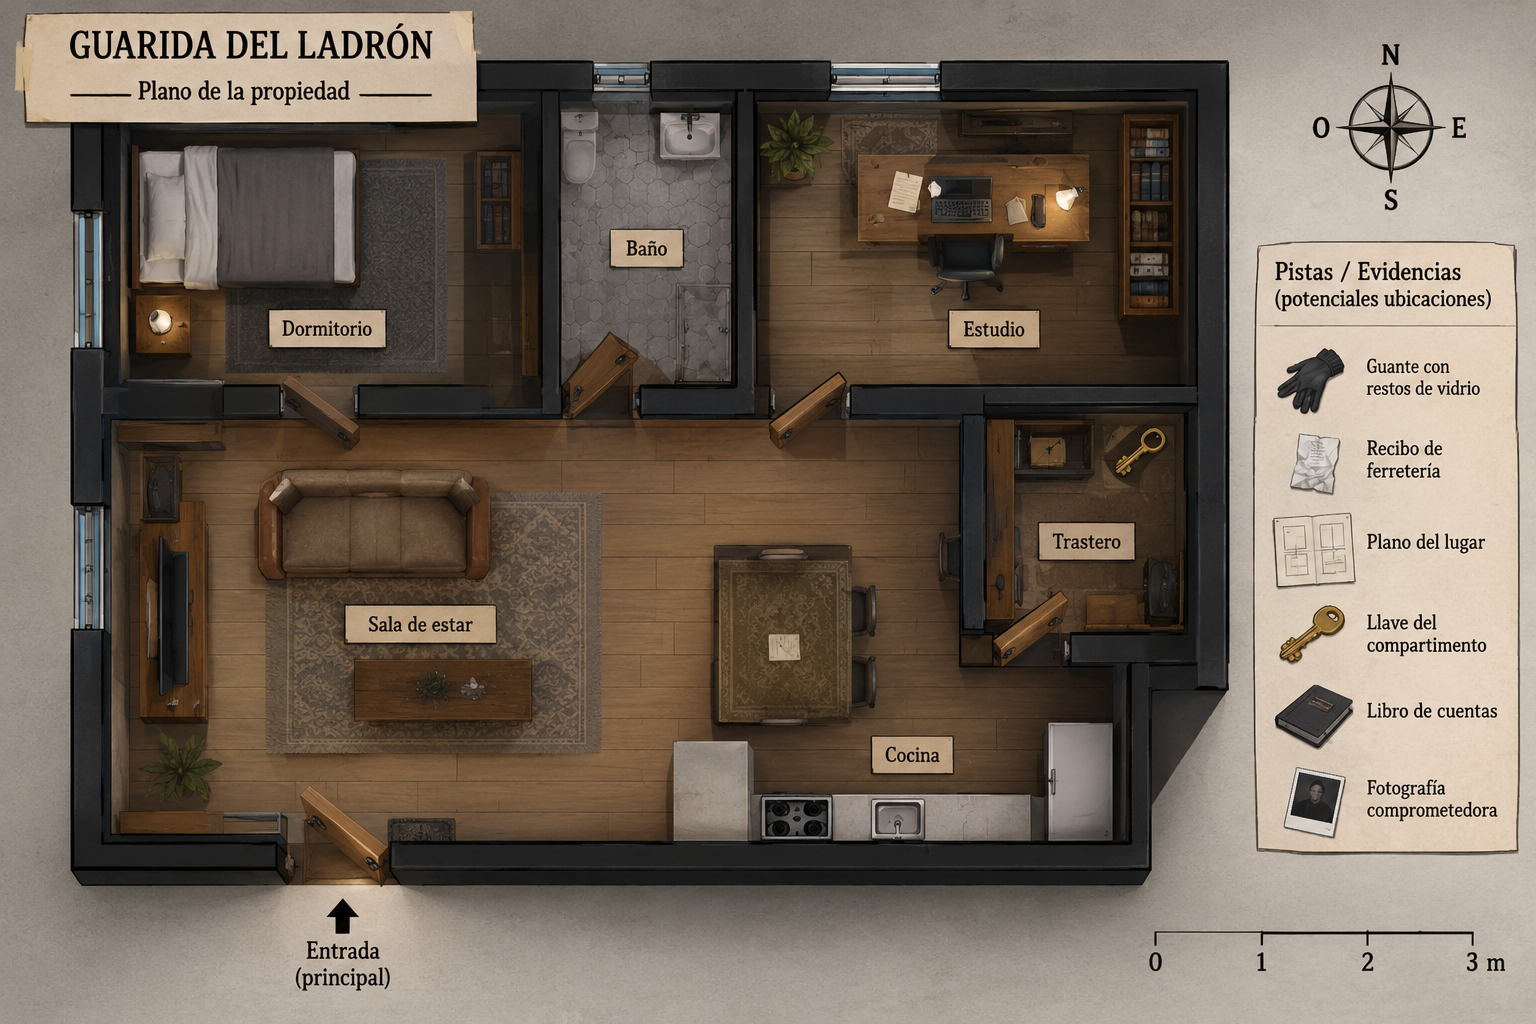 GUARIDA DEL LADRÓN
Plano de la propiedad
N
O
E
S
Baño
Dormitorio
Estudio
Trastero
Sala de estar
Cocina
Entrada
(principal)
Pistas / Evidencias
(potenciales ubicaciones)
Guante con
restos de vidrio
Recibo de
ferretería
Plano del lugar
Llave del
compartimento
Libro de cuentas
Fotografía
comprometedora
0 1 2 3 m